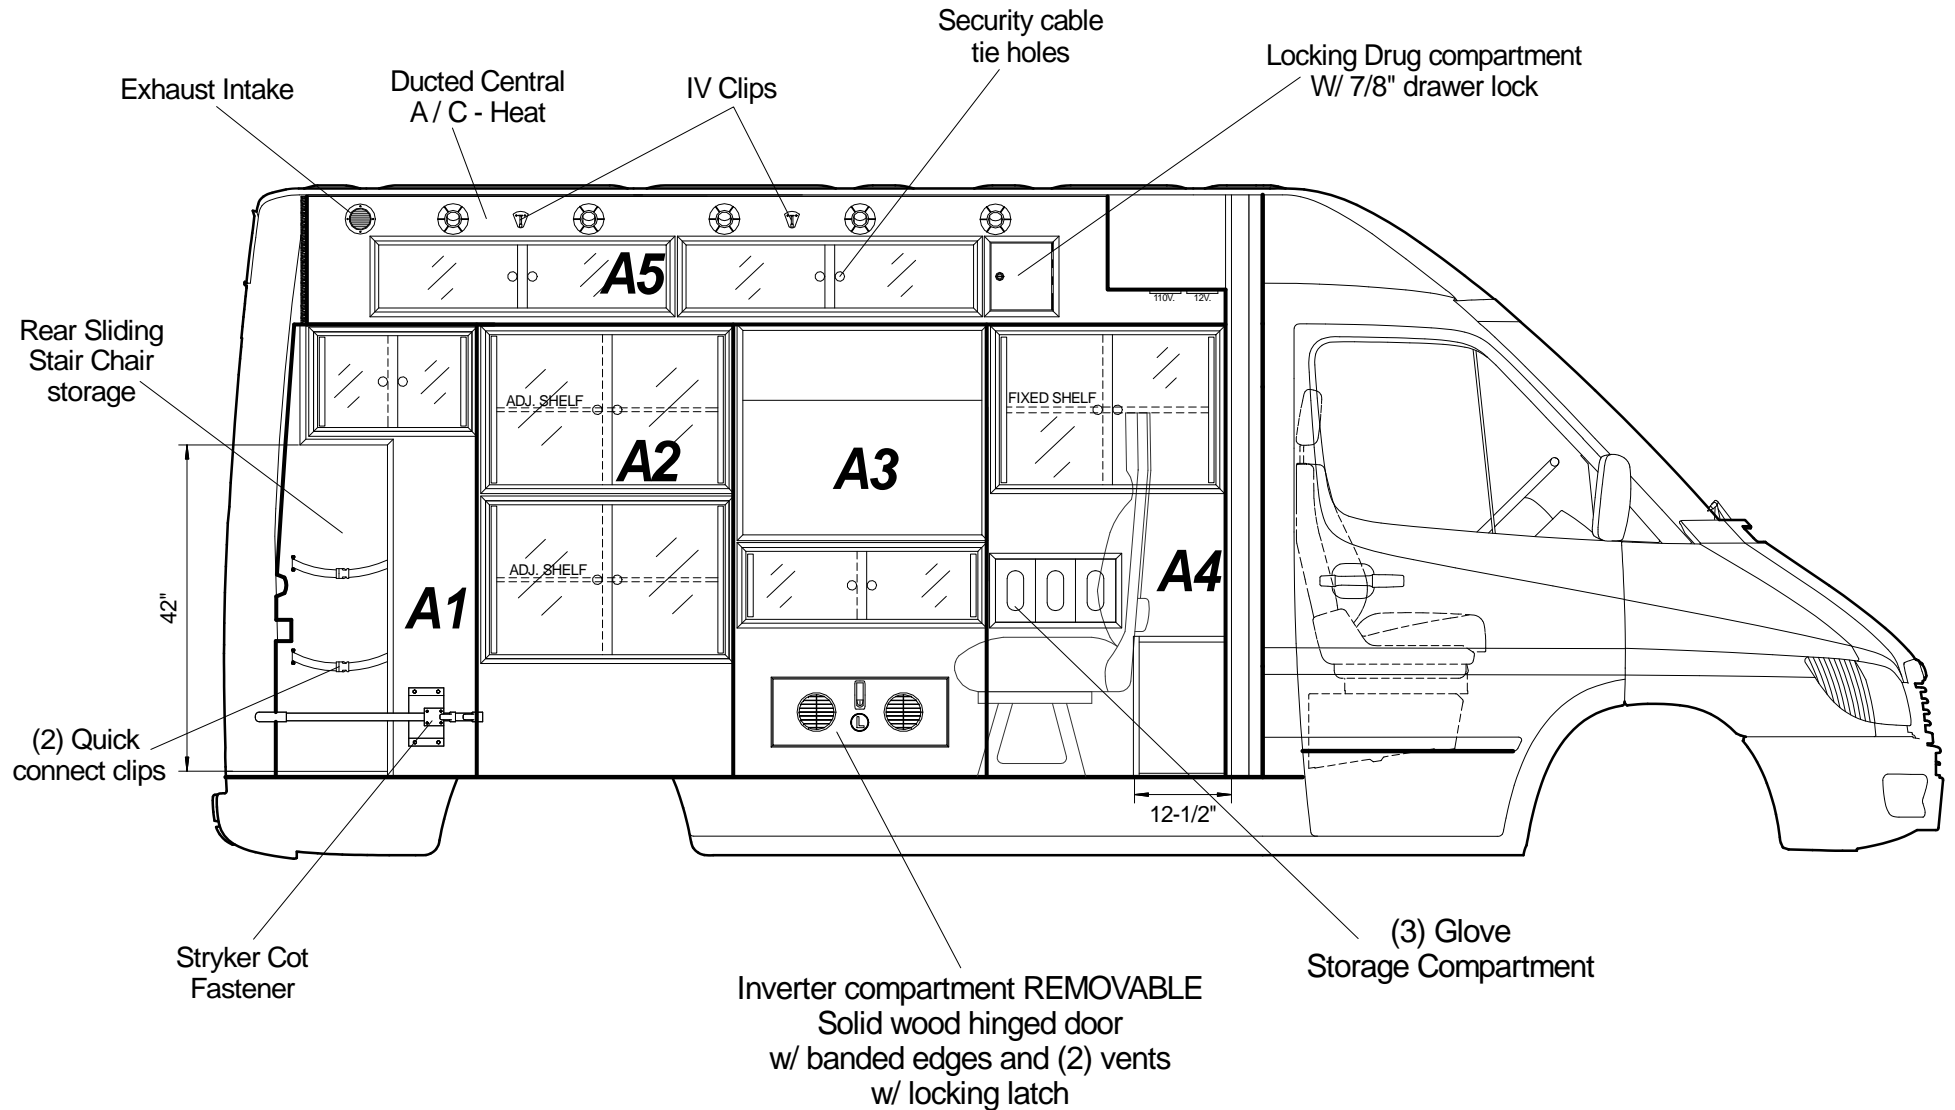 Security cable
tie holes
Locking Drug compartment
W/ 7/8" drawer lock
Exhaust Intake
Ducted Central
A / C - Heat
IV Clips
A5
110V.
12V.
Rear Sliding
Stair Chair
storage
ADJ. SHELF
FIXED SHELF
A2
A3
A4
ADJ. SHELF
A1
42"
(2) Quick
connect clips
12-1/2"
Stryker Cot
Fastener
(3) Glove
Storage Compartment
Inverter compartment REMOVABLE
Solid wood hinged door
w/ banded edges and (2) vents
w/ locking latch